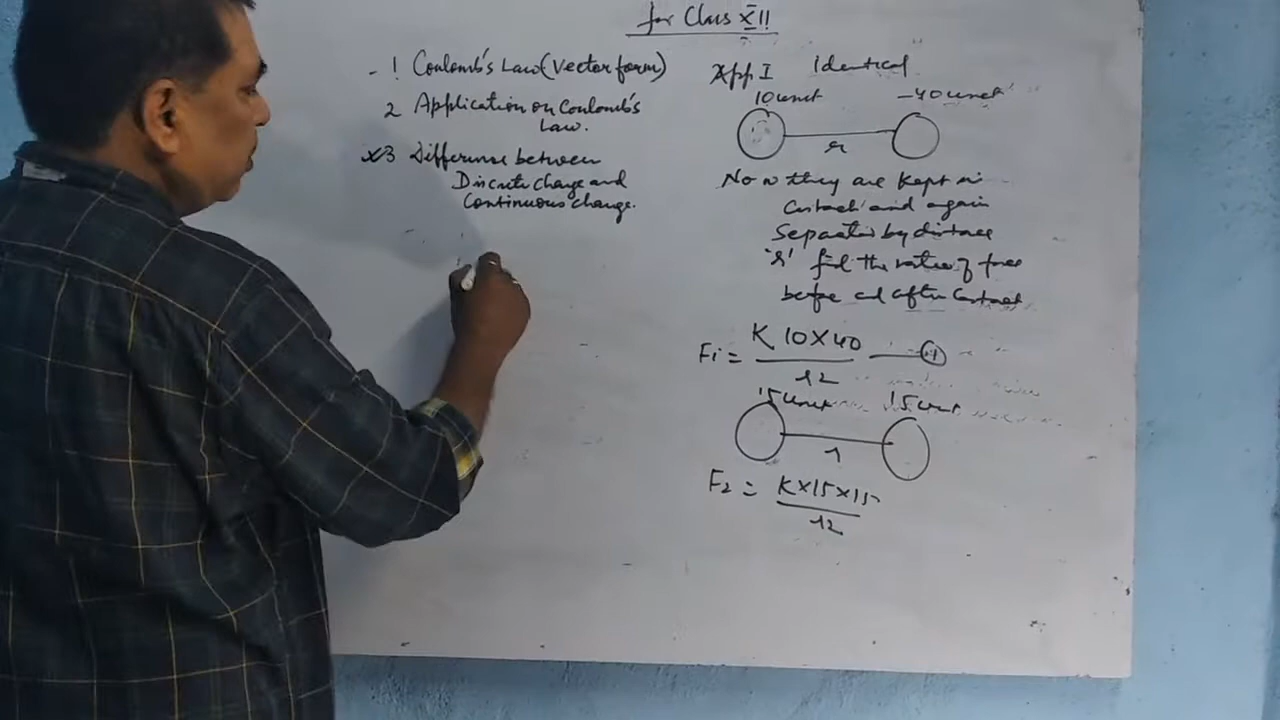 for Class XII
1 Coulomb's Law (Vector form)
2 Application on Coulomb's
Law.
3 Difference between
Discrete charge and
Continuous charge.
App I Identical
10 unit -40 unit
r
Now they are kept in
Contact and again
Separated by distance
'r' find the ratio of force
before and after Contact
F1 = K 10X40 / r2 — 1
15 unit 15 unit
r
F2 = K×15×15 / r2